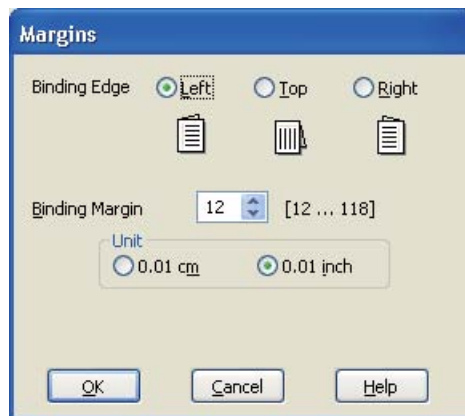 Margins
Binding Edge Left Top Right
Binding Margin 12 [12 ... 118]
Unit
0.01 cm 0.01 inch
OK Cancel Help